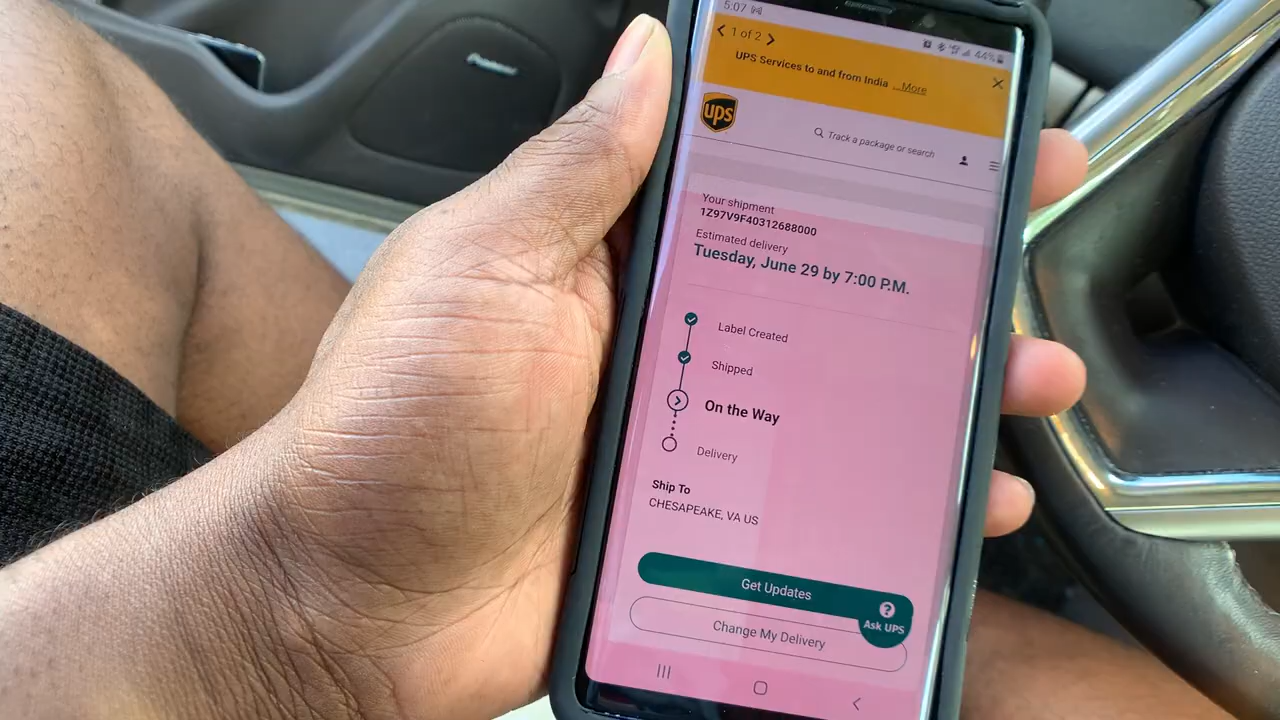 5:07
44%
1 of 2
UPS Services to and from India ...More
ups
Track a package or search
Your shipment
1Z97V9F40312688000
Estimated delivery
Tuesday, June 29 by 7:00 P.M.
Label Created
Shipped
On the Way
Delivery
Ship To
CHESAPEAKE, VA US
Get Updates
?
Ask UPS
Change My Delivery